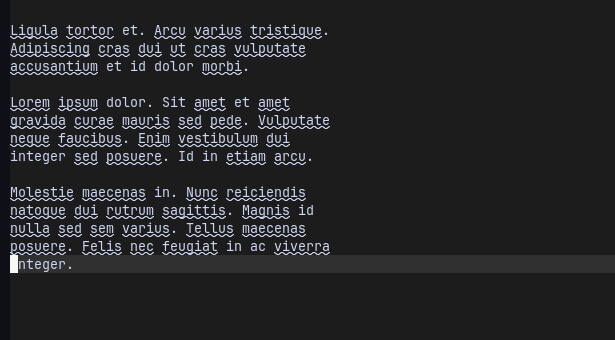 Ligula tortor et. Arcu varius tristique.
Adipiscing cras dui ut cras vulputate
accusantium et id dolor morbi.

Lorem ipsum dolor. Sit amet et amet
gravida curae mauris sed pede. Vulputate
neque faucibus. Enim vestibulum dui
integer sed posuere. Id in etiam arcu.

Molestie maecenas in. Nunc reiciendis
natoque dui rutrum sagittis. Magnis id
nulla sed sem varius. Tellus maecenas
posuere. Felis nec feugiat in ac viverra
nteger.